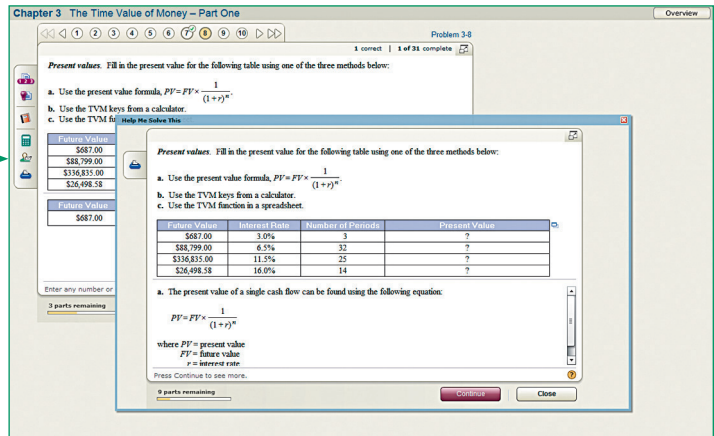 Chapter 3 The Time Value of Money – Part One
Overview
1 2 3 4 5 6 7 8 9 10
Problem 3-8
1 correct | 1 of 31 complete
Present values. Fill in the present value for the following table using one of the three methods below:
a. Use the present value formula, PV = FV × 1 / (1 + r)^n.
b. Use the TVM keys from a calculator.
c. Use the TVM fu
Future Value
$687.00
$88,799.00
$336,835.00
$26,498.58
Future Value
$687.00
Enter any number or
3 parts remaining
Help Me Solve This
Present values. Fill in the present value for the following table using one of the three methods below:
a. Use the present value formula, PV = FV × 1 / (1 + r)^n.
b. Use the TVM keys from a calculator.
c. Use the TVM function in a spreadsheet.
Future Value Interest Rate Number of Periods Present Value
$687.00 3.0% 3 ?
$88,799.00 6.5% 32 ?
$336,835.00 11.5% 25 ?
$26,498.58 16.0% 14 ?
a. The present value of a single cash flow can be found using the following equation:
PV = FV × 1 / (1 + r)^n
where PV = present value
FV = future value
r = interest rate
Press Continue to see more.
?
9 parts remaining
Continue
Close